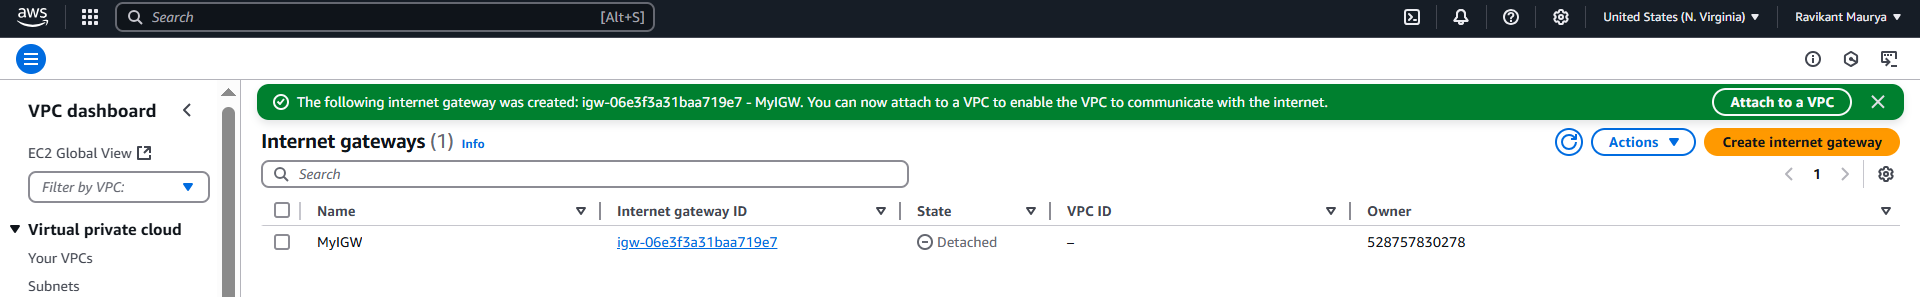 aws
Search [Alt+S]
United States (N. Virginia)
Ravikant Maurya
VPC dashboard
EC2 Global View
Filter by VPC:
Virtual private cloud
Your VPCs
Subnets
The following internet gateway was created: igw-06e3f3a31baa719e7 - MyIGW. You can now attach to a VPC to enable the VPC to communicate with the internet.
Attach to a VPC
Internet gateways (1) Info
Actions
Create internet gateway
Search
1
Name Internet gateway ID State VPC ID Owner
MyIGW igw-06e3f3a31baa719e7 Detached – 528757830278